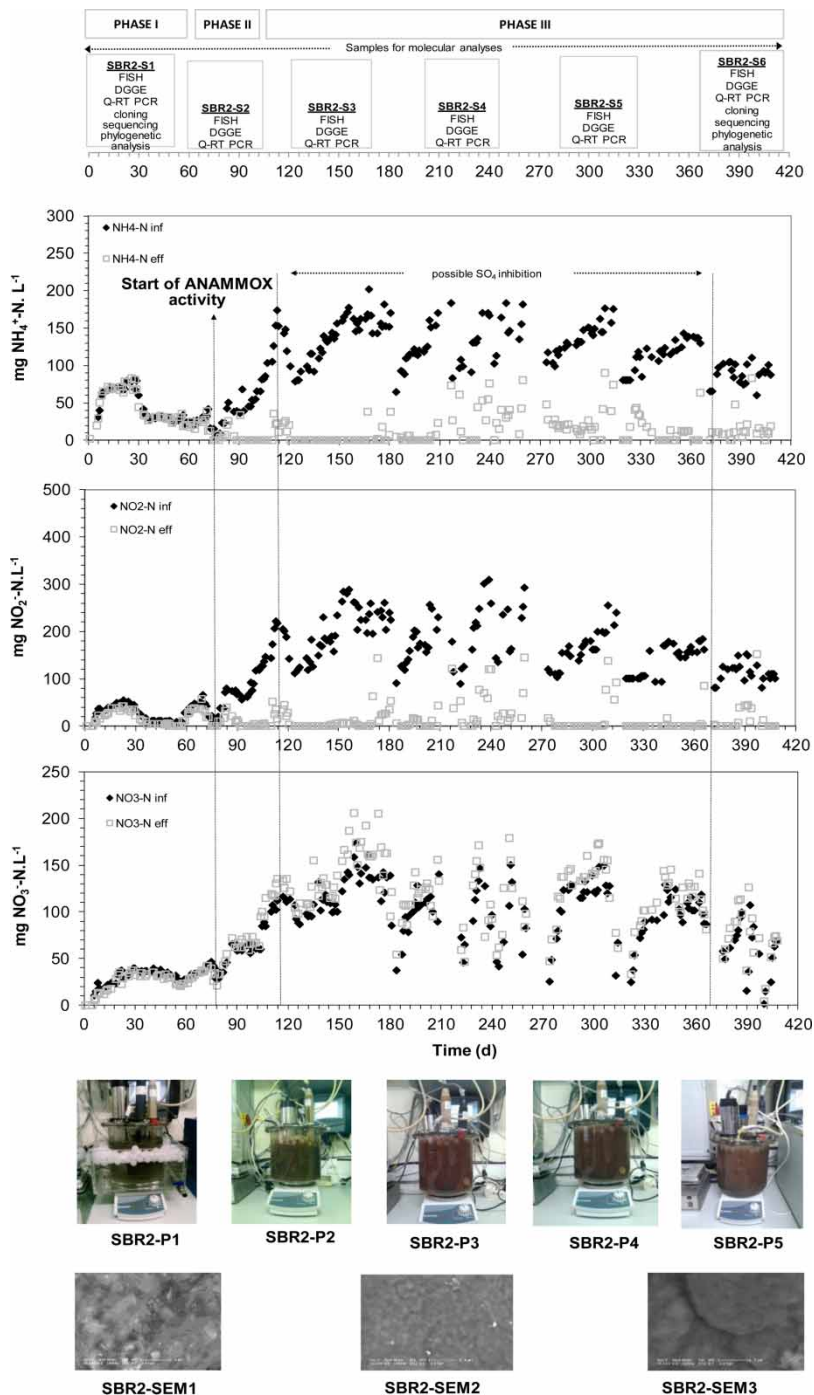 PHASE I
PHASE II
PHASE III
Samples for molecular analyses
SBR2-S1
FISH
DGGE
Q-RT PCR
cloning
sequencing
phylogenetic
analysis
SBR2-S2
FISH
DGGE
Q-RT PCR
SBR2-S3
FISH
DGGE
Q-RT PCR
SBR2-S4
FISH
DGGE
Q-RT PCR
SBR2-S5
FISH
DGGE
Q-RT PCR
SBR2-S6
FISH
DGGE
Q-RT PCR
cloning
sequencing
phylogenetic
analysis
0 30 60 90 120 150 180 210 240 270 300 330 360 390 420
mg NH₄⁺-N. L⁻¹
300
250
200
150
100
50
0
NH4-N inf
NH4-N eff
Start of ANAMMOX
activity
possible SO₄ inhibition
0 30 60 90 120 150 180 210 240 270 300 330 360 390 420
mg NO₂⁻-N.L⁻¹
500
400
300
200
100
0
NO2-N inf
NO2-N eff
0 30 60 90 120 150 180 210 240 270 300 330 360 390 420
mg NO₃⁻-N.L⁻¹
250
200
150
100
50
0
NO3-N inf
NO3-N eff
0 30 60 90 120 150 180 210 240 270 300 330 360 390 420
Time (d)
SBR2-P1
SBR2-P2
SBR2-P3
SBR2-P4
SBR2-P5
SBR2-SEM1
SBR2-SEM2
SBR2-SEM3